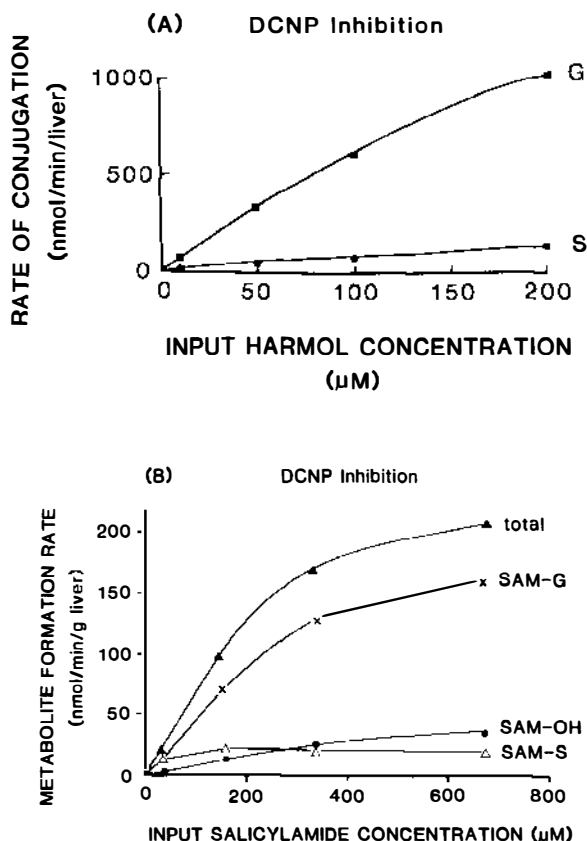 (A) DCNP Inhibition
RATE OF CONJUGATION
(nmol/min/liver)
1000
500
0
G
S
0 50 100 150 200
INPUT HARMOL CONCENTRATION
(μM)
(B) DCNP Inhibition
METABOLITE FORMATION RATE
(nmol/min/g liver)
200
150
100
50
0
total
SAM-G
SAM-OH
SAM-S
0 200 400 600 800
INPUT SALICYLAMIDE CONCENTRATION (μM)